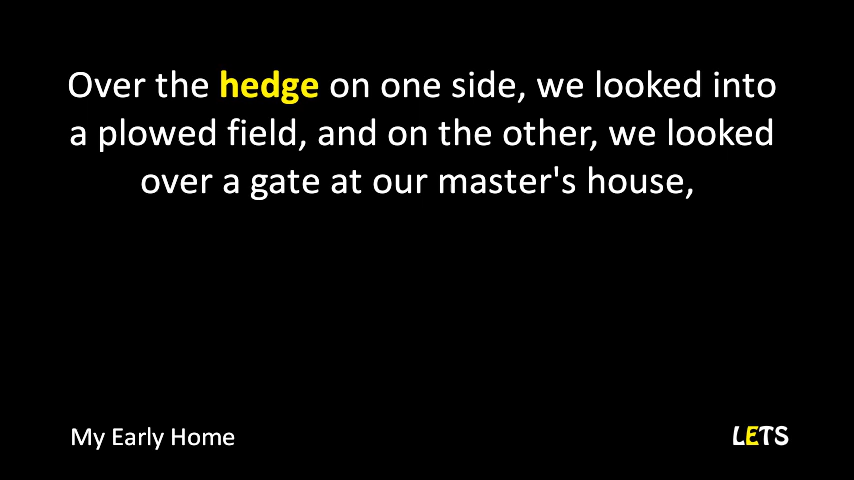 Over the hedge on one side, we looked into
a plowed field, and on the other, we looked
over a gate at our master's house,
My Early Home
LETS